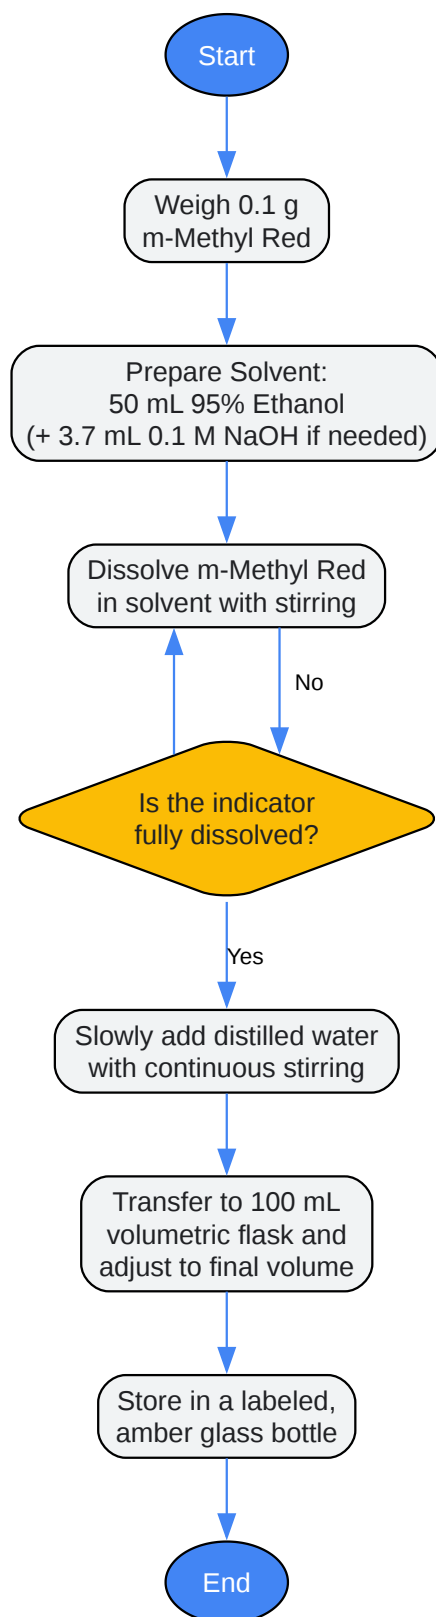 Start
Weigh 0.1 g
m-Methyl Red
Prepare Solvent:
50 mL 95% Ethanol
(+ 3.7 mL 0.1 M NaOH if needed)
Dissolve m-Methyl Red
in solvent with stirring
No
Is the indicator
fully dissolved?
Yes
Slowly add distilled water
with continuous stirring
Transfer to 100 mL
volumetric flask and
adjust to final volume
Store in a labeled,
amber glass bottle
End